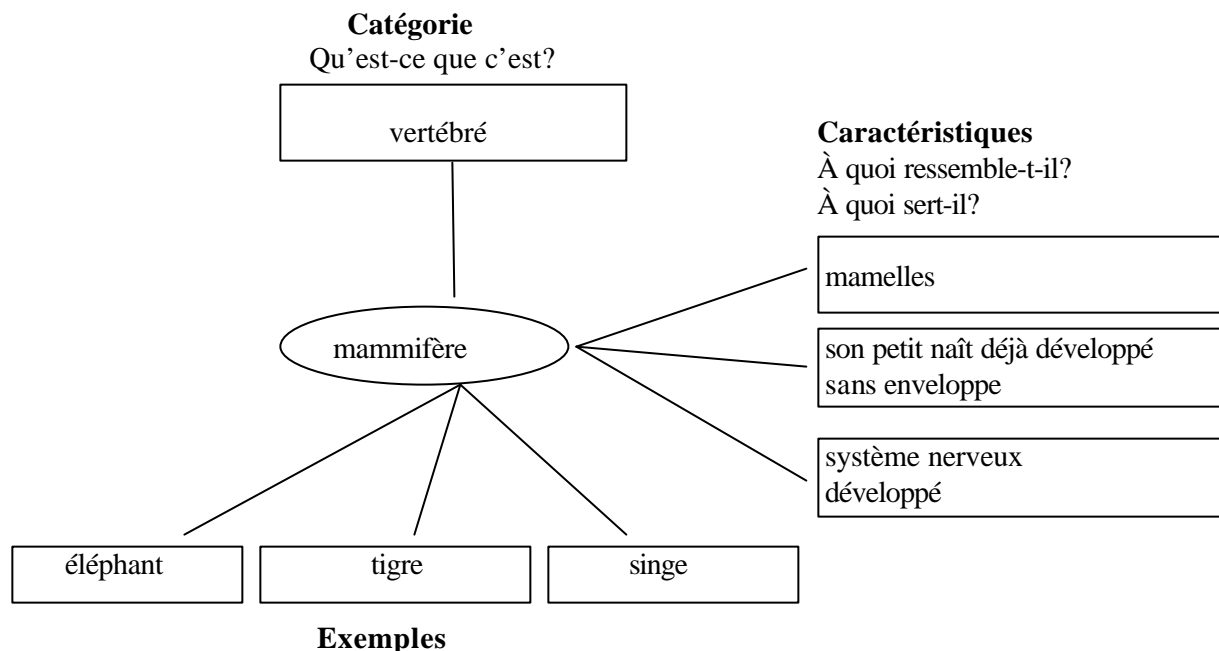 Catégorie
Qu’est-ce que c’est?
vertébré
Caractéristiques
À quoi ressemble-t-il?
À quoi sert-il?
mamelles
mammifère
son petit naît déjà développé
sans enveloppe
système nerveux
développé
éléphant
tigre
singe
Exemples